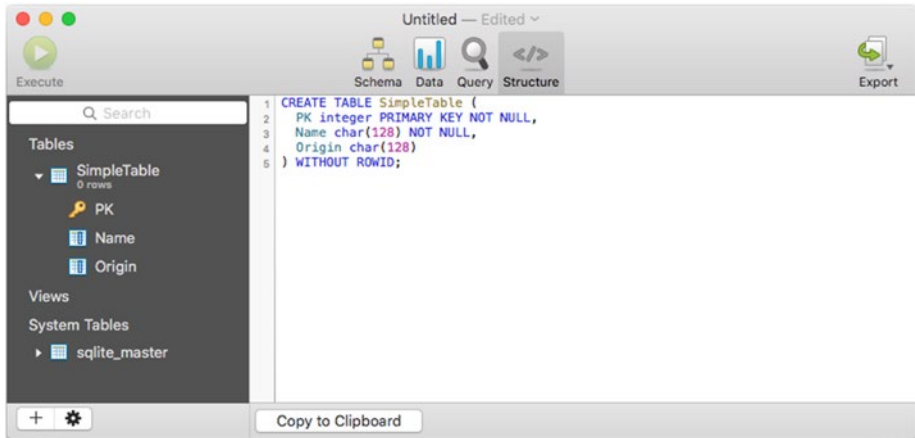 Untitled — Edited
Execute
Schema Data Query Structure
Export
Search
Tables
SimpleTable
0 rows
PK
Name
Origin
Views
System Tables
sqlite_master
1 CREATE TABLE SimpleTable (
2 PK integer PRIMARY KEY NOT NULL,
3 Name char(128) NOT NULL,
4 Origin char(128)
5 ) WITHOUT ROWID;
Copy to Clipboard